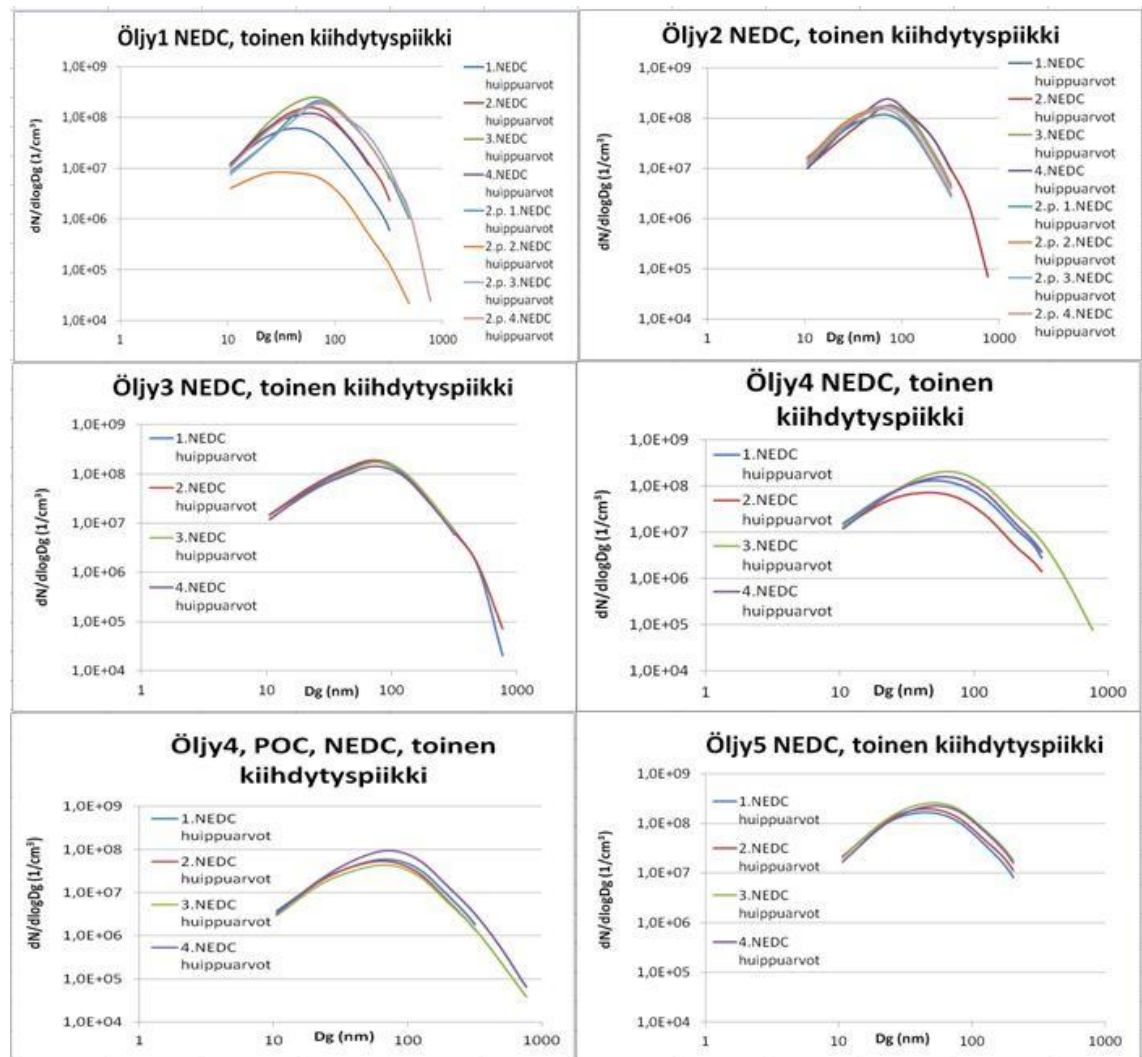 Öljy1 NEDC, toinen kiihdytyspiikki
dN/dlogDg (1/cm³)
1,0E+09
1,0E+08
1,0E+07
1,0E+06
1,0E+05
1,0E+04
1
10
100
1000
Dg (nm)
1.NEDC
huippuarvot
2.NEDC
huippuarvot
3.NEDC
huippuarvot
4.NEDC
huippuarvot
2.p. 1.NEDC
huippuarvot
2.p. 2.NEDC
huippuarvot
2.p. 3.NEDC
huippuarvot
2.p. 4.NEDC
huippuarvot
Öljy2 NEDC, toinen kiihdytyspiikki
dN/dlogDg (1/cm³)
1,0E+09
1,0E+08
1,0E+07
1,0E+06
1,0E+05
1,0E+04
1
10
100
1000
Dg (nm)
1.NEDC
huippuarvot
2.NEDC
huippuarvot
3.NEDC
huippuarvot
4.NEDC
huippuarvot
2.p. 1.NEDC
huippuarvot
2.p. 2.NEDC
huippuarvot
2.p. 3.NEDC
huippuarvot
2.p. 4.NEDC
huippuarvot
Öljy3 NEDC, toinen kiihdytyspiikki
dN/dlogDg (1/cm³)
1,0E+09
1,0E+08
1,0E+07
1,0E+06
1,0E+05
1,0E+04
1
10
100
1000
Dg (nm)
1.NEDC
huippuarvot
2.NEDC
huippuarvot
3.NEDC
huippuarvot
4.NEDC
huippuarvot
Öljy4 NEDC, toinen
kiihdytyspiikki
dN/dlogDg (1/cm³)
1,0E+09
1,0E+08
1,0E+07
1,0E+06
1,0E+05
1,0E+04
1
10
100
1000
Dg (nm)
1.NEDC
huippuarvot
2.NEDC
huippuarvot
3.NEDC
huippuarvot
4.NEDC
huippuarvot
Öljy4, POC, NEDC, toinen
kiihdytyspiikki
dN/dlogDg (1/cm³)
1,0E+09
1,0E+08
1,0E+07
1,0E+06
1,0E+05
1,0E+04
1
10
100
1000
Dg (nm)
1.NEDC
huippuarvot
2.NEDC
huippuarvot
3.NEDC
huippuarvot
4.NEDC
huippuarvot
Öljy5 NEDC, toinen kiihdytyspiikki
dN/dlogDg (1/cm³)
1,0E+09
1,0E+08
1,0E+07
1,0E+06
1,0E+05
1,0E+04
1
10
100
1000
Dg (nm)
1.NEDC
huippuarvot
2.NEDC
huippuarvot
3.NEDC
huippuarvot
4.NEDC
huippuarvot